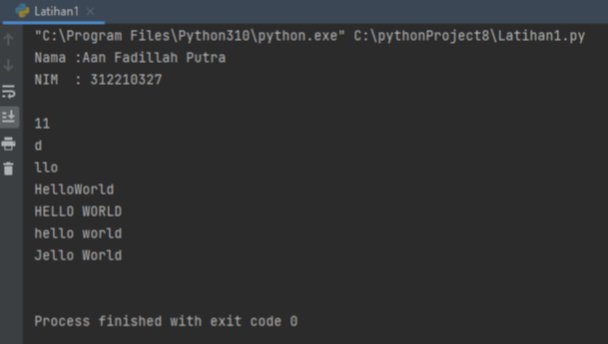 Latihan1
"C:\Program Files\Python310\python.exe" C:\pythonProject8\Latihan1.py
Nama :Aan Fadillah Putra
NIM  : 312210327
11
d
llo
HelloWorld
HELLO WORLD
hello world
Jello World
Process finished with exit code 0